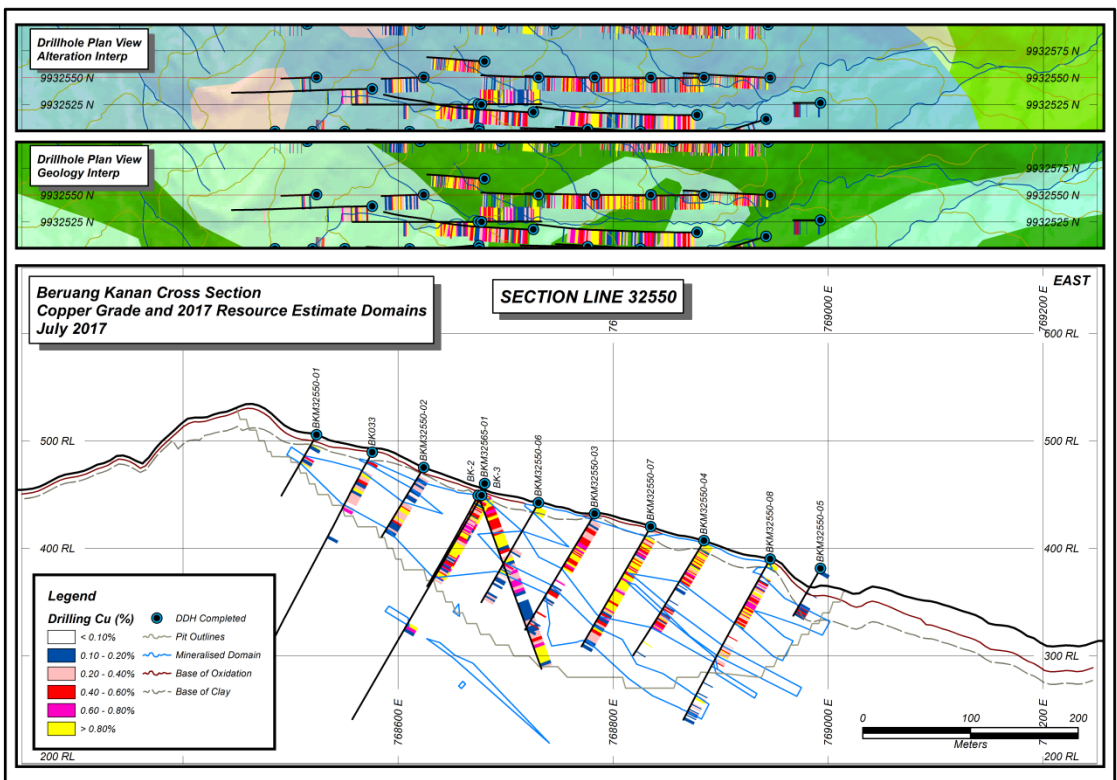 Drillhole Plan View
Alteration Interp
9932575 N
9932550 N
9932550 N
9932525 N
9932525 N
Drillhole Plan View
Geology Interp
9932575 N
9932550 N
9932550 N
9932525 N
9932525 N
Beruang Kanan Cross Section
Copper Grade and 2017 Resource Estimate Domains
July 2017
SECTION LINE 32550
EAST
769000 E
769200 E
600 RL
500 RL
500 RL
400 RL
400 RL
300 RL
200 RL
200 RL
BKM32550-01
BK033
BKM32550-02
BK-2
BKM32565-01
BK-3
BKM32550-06
BKM32550-03
BKM32550-07
BKM32550-04
BKM32550-08
BKM32550-05
Legend
Drilling Cu (%)
< 0.10%
0.10 - 0.20%
0.20 - 0.40%
0.40 - 0.60%
0.60 - 0.80%
> 0.80%
DDH Completed
Pit Outlines
Mineralised Domain
Base of Oxidation
Base of Clay
768600 E
768800 E
769000 E
769200 E
0 100 200
Meters